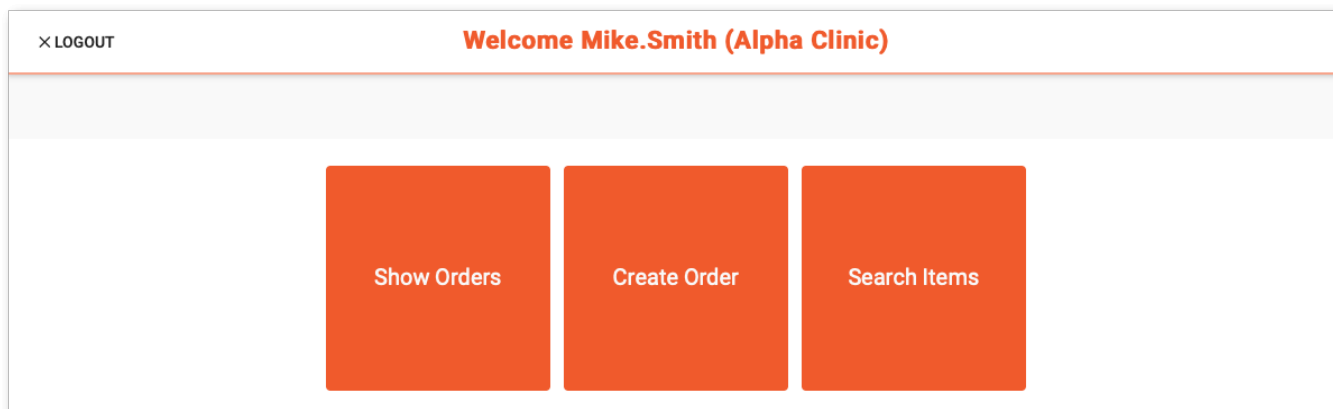 × LOGOUT
Welcome Mike.Smith (Alpha Clinic)
Show Orders
Create Order
Search Items